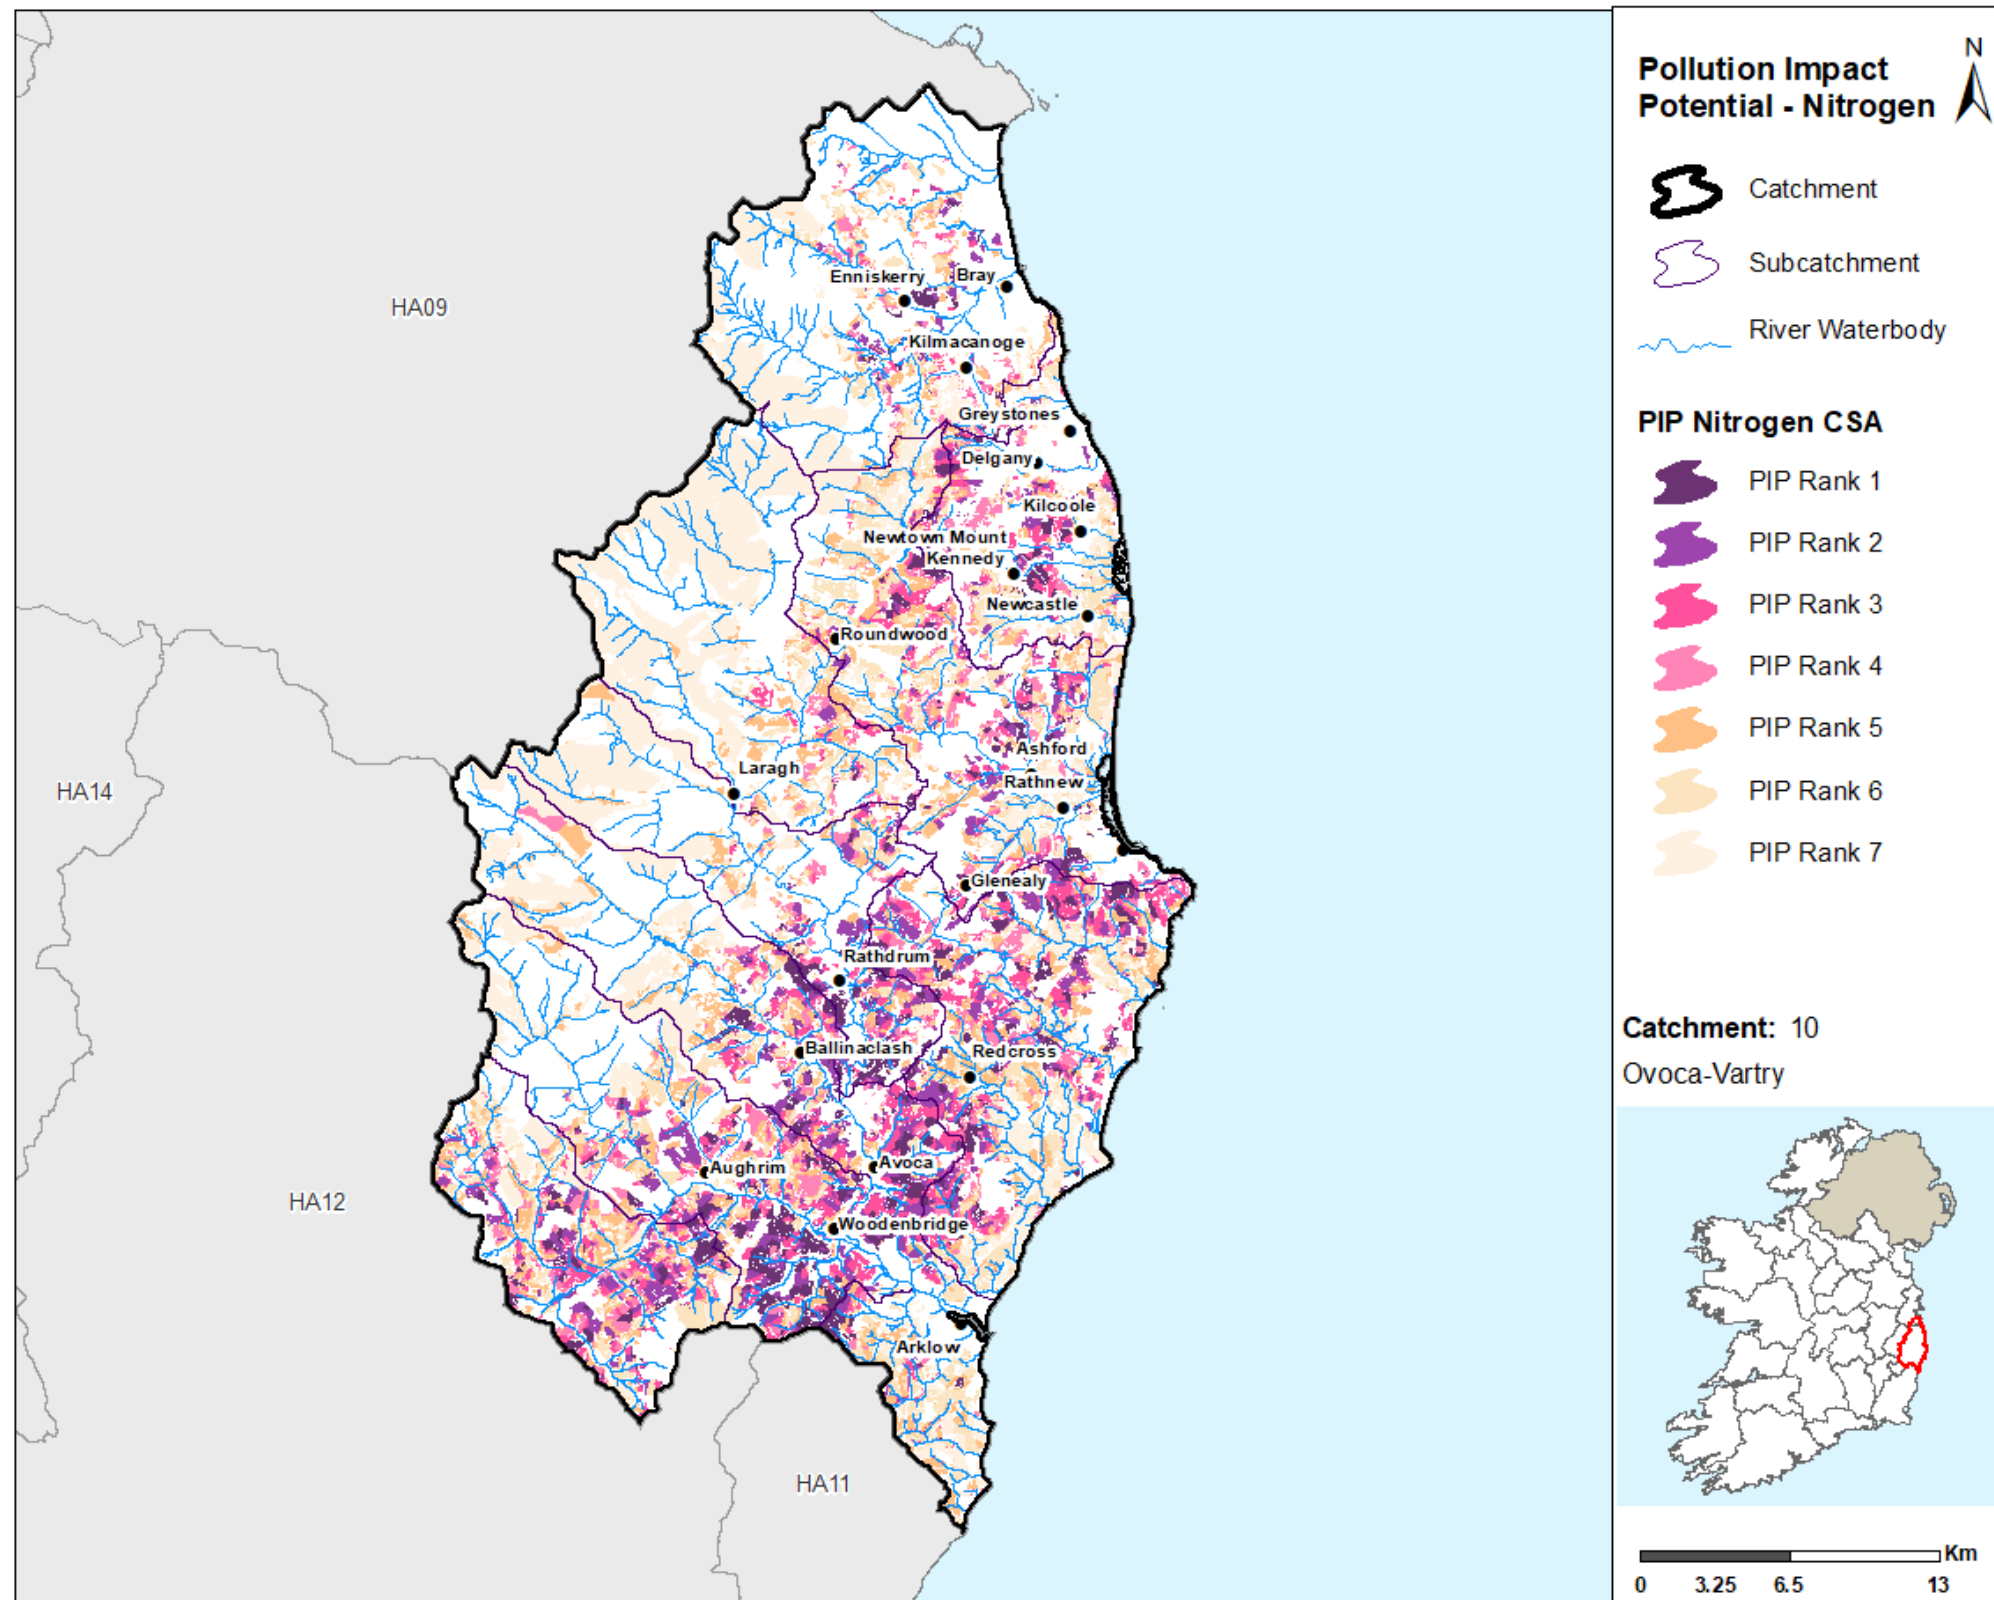 HA09
HA14
HA12
HA11
Enniskerry
Bray
Kilmacanoge
Greystones
Delgany
Kilcoole
Newtown Mount
Kennedy
Newcastle
Roundwood
Ashford
Laragh
Rathnew
Glenealy
Rathdrum
Ballinaclash
Redcross
Aughrim
Avoca
Woodenbridge
Arklow
N
Pollution Impact
Potential - Nitrogen
Catchment
Subcatchment
River Waterbody
PIP Nitrogen CSA
PIP Rank 1
PIP Rank 2
PIP Rank 3
PIP Rank 4
PIP Rank 5
PIP Rank 6
PIP Rank 7
Catchment: 10
Ovoca-Vartry
Km
0 3.25 6.5 13